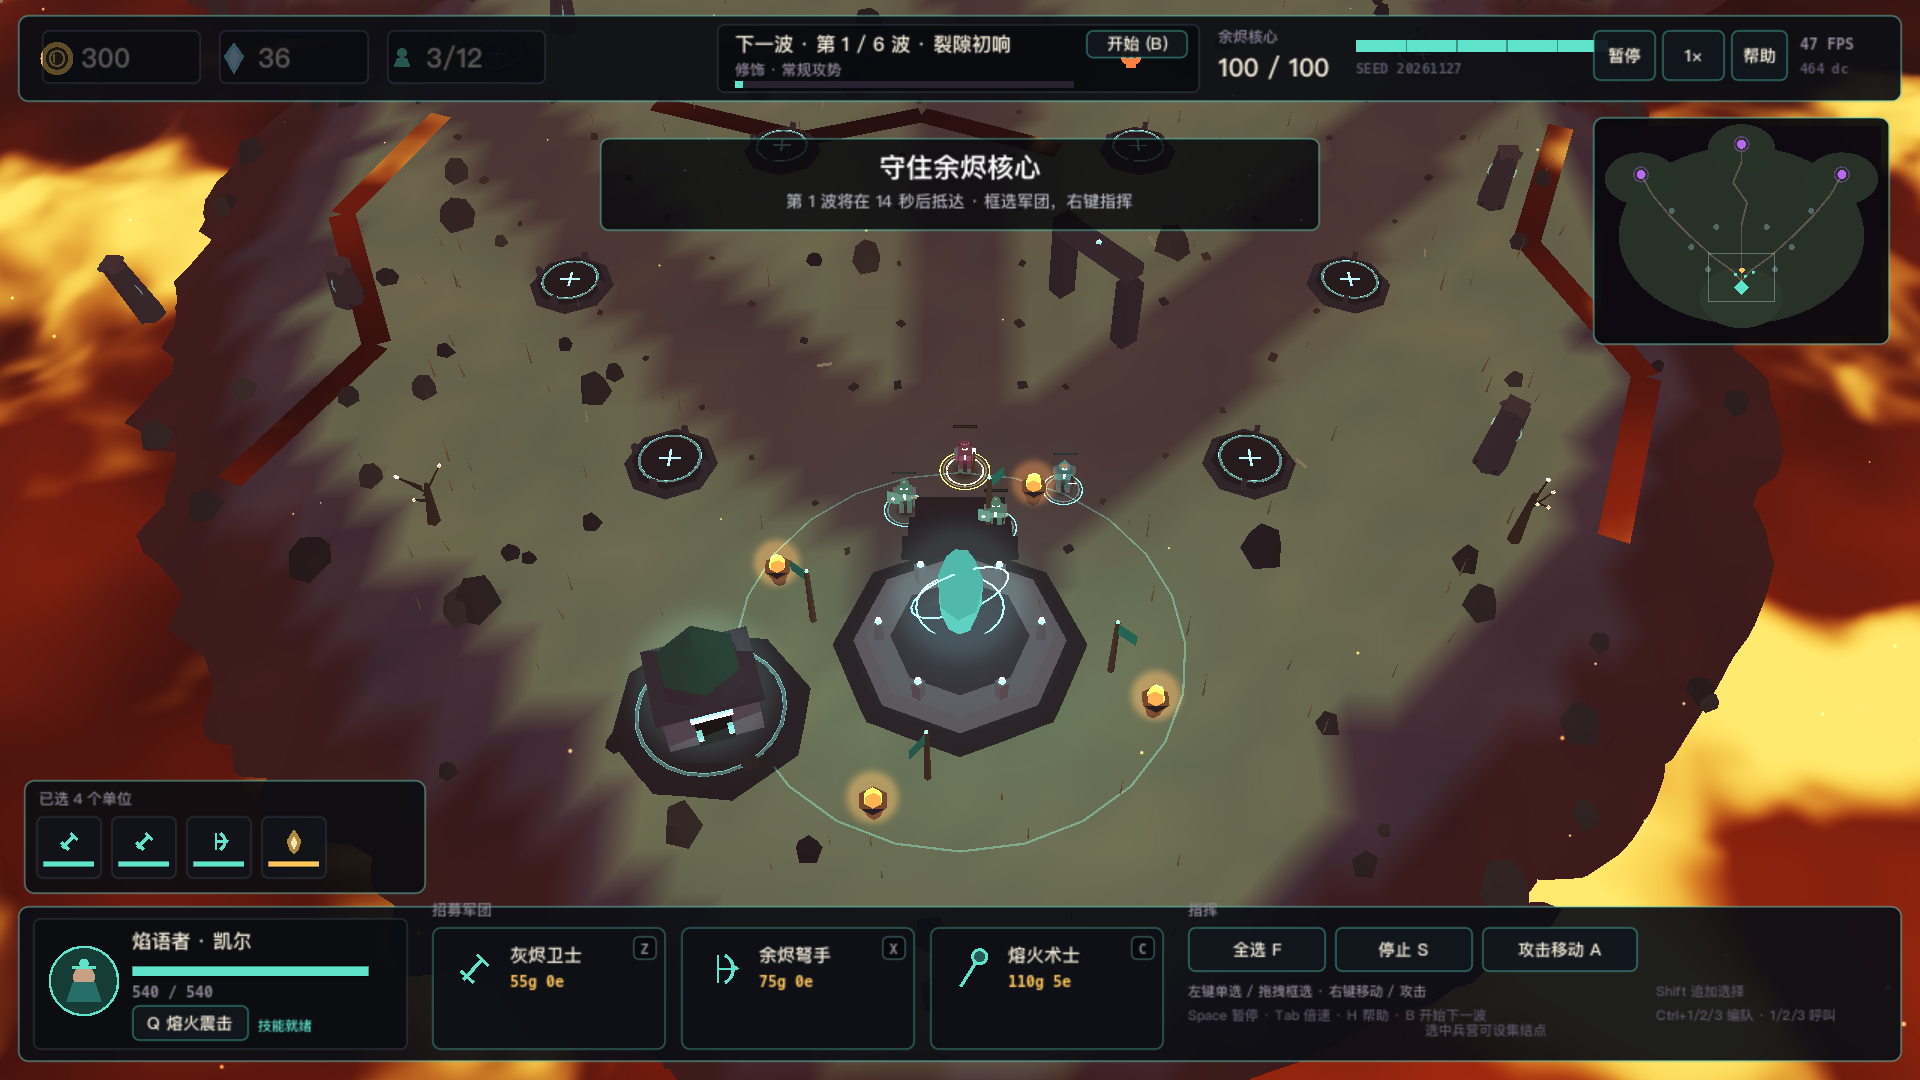 300
36
3/12
下一波 · 第 1 / 6 波 · 裂隙初响
开始 (B)
修饰 · 常规攻势
余烬核心
100 / 100
SEED 20261127
暂停
1×
帮助
47 FPS
464 dc
守住余烬核心
第 1 波将在 14 秒后抵达 · 框选军团，右键指挥
已选 4 个单位
焰语者 · 凯尔
540 / 540
Q 熔火震击
技能就绪
招募军团
灰烬卫士
Z
55g 0e
余烬弩手
X
75g 0e
熔火术士
C
110g 5e
指挥
全选 F
停止 S
攻击移动 A
左键单选 / 拖拽框选 · 右键移动 / 攻击
Space 暂停 · Tab 倍速 · H 帮助 · B 开始下一波
选中兵营可设集结点
Shift 追加选择
Ctrl+1/2/3 编队 · 1/2/3 呼叫